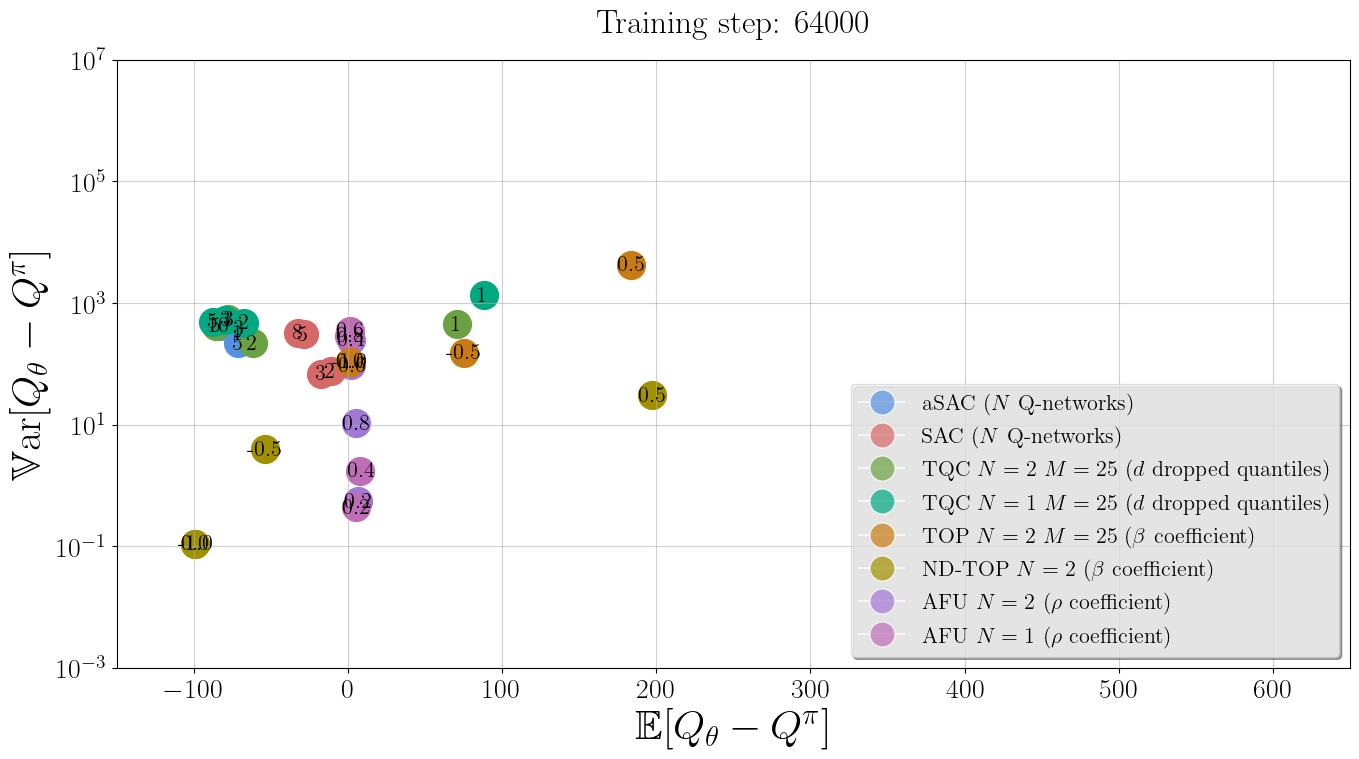 Training step: 64000
10^7
10^5
10^3
10^1
10^{-1}
10^{-3}
𝕍ar[Q_θ − Q^π]
0.5
1
1
-0.5
0.5
8
5
3
2
5
2
2
0.6
0.8
0.4
-1.0
0.0
0.8
0.4
0.2
0.2
-0.5
-1.0
aSAC (N Q-networks)
SAC (N Q-networks)
TQC N = 2 M = 25 (d dropped quantiles)
TQC N = 1 M = 25 (d dropped quantiles)
TOP N = 2 M = 25 (β coefficient)
ND-TOP N = 2 (β coefficient)
AFU N = 2 (ρ coefficient)
AFU N = 1 (ρ coefficient)
−100 0 100 200 300 400 500 600
𝔼[Q_θ − Q^π]